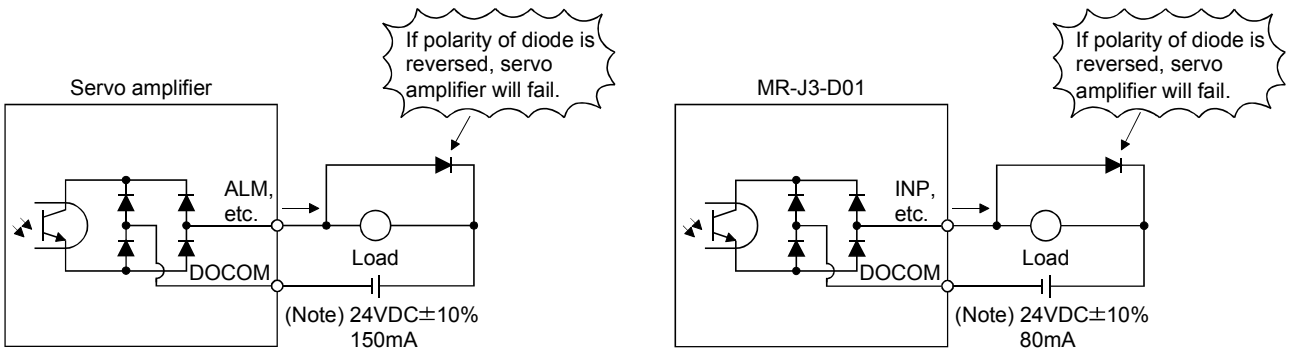 If polarity of diode is
reversed, servo
amplifier will fail.
Servo amplifier
ALM,
etc.
Load
DOCOM
(Note) 24VDC±10%
150mA
If polarity of diode is
reversed, servo
amplifier will fail.
MR-J3-D01
INP,
etc.
Load
DOCOM
(Note) 24VDC±10%
80mA